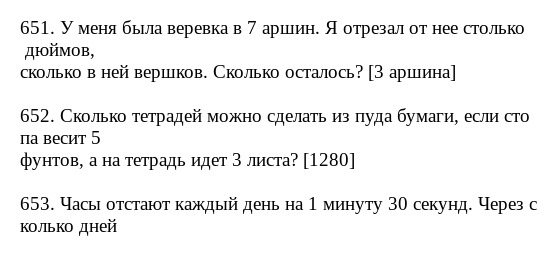 651. У меня была веревка в 7 аршин. Я отрезал от нее столько
дюймов,
сколько в ней вершков. Сколько осталось? [3 аршина]
652. Сколько тетрадей можно сделать из пуда бумаги, если сто
па весит 5
фунтов, а на тетрадь идет 3 листа? [1280]
653. Часы отстают каждый день на 1 минуту 30 секунд. Через с
колько дней